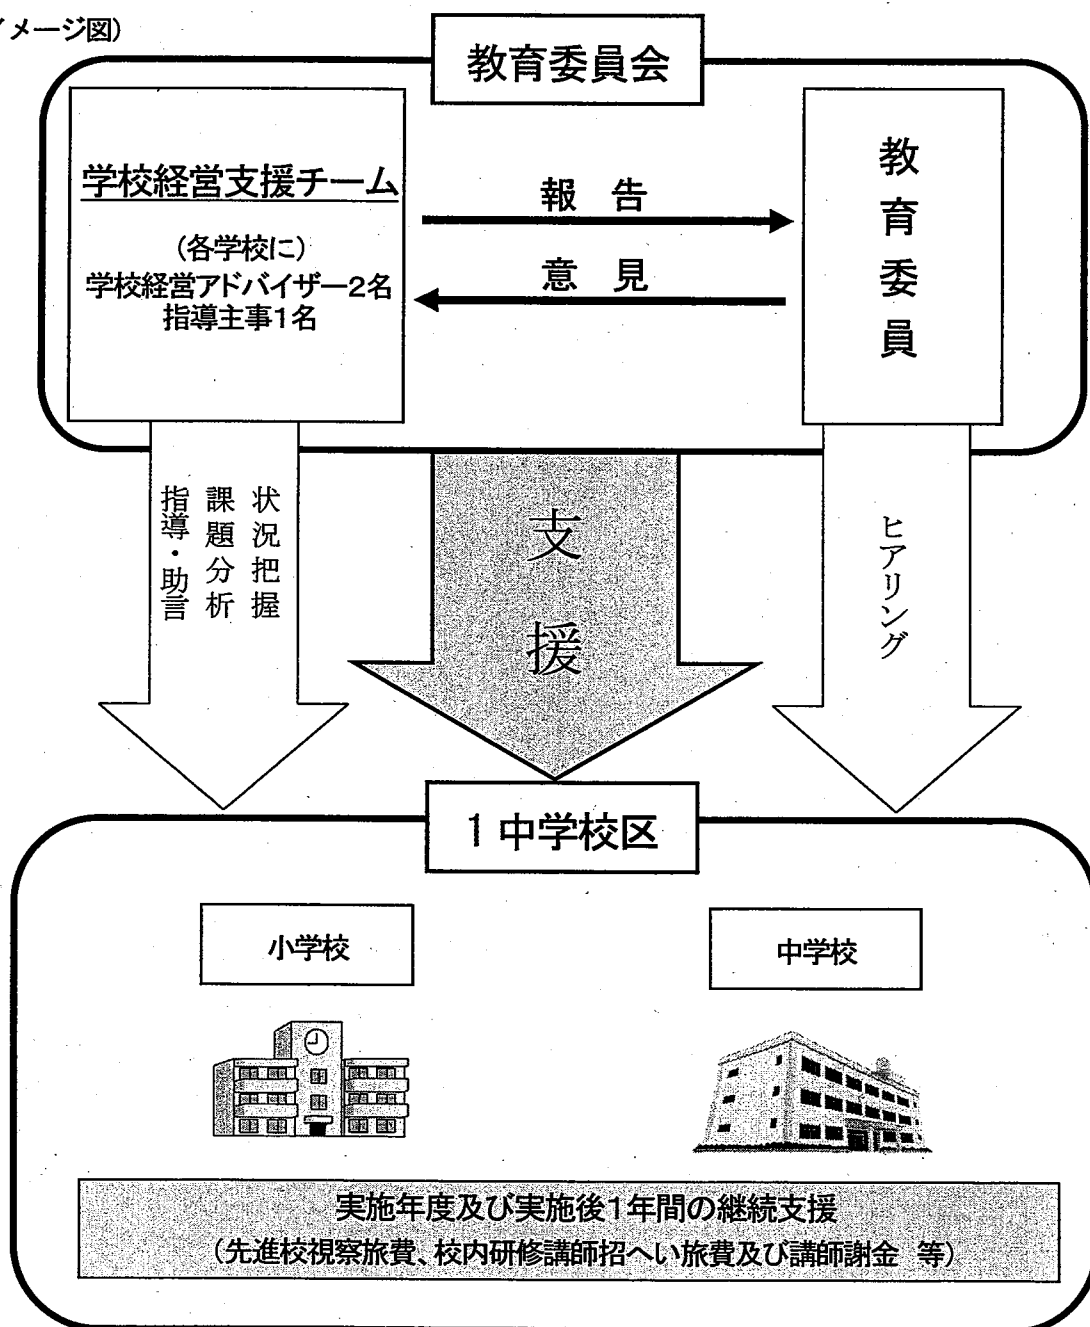 メージ図)
教育委員会
学校経営支援チーム
(各学校に)
学校経営アドバイザー2名
指導主事1名
報 告
意 見
教育委員
状況把握
課題分析
指導・助言
支援
ヒアリング
1中学校区
小学校
中学校
実施年度及び実施後1年間の継続支援
(先進校視察旅費、校内研修講師招へい旅費及び講師謝金 等)